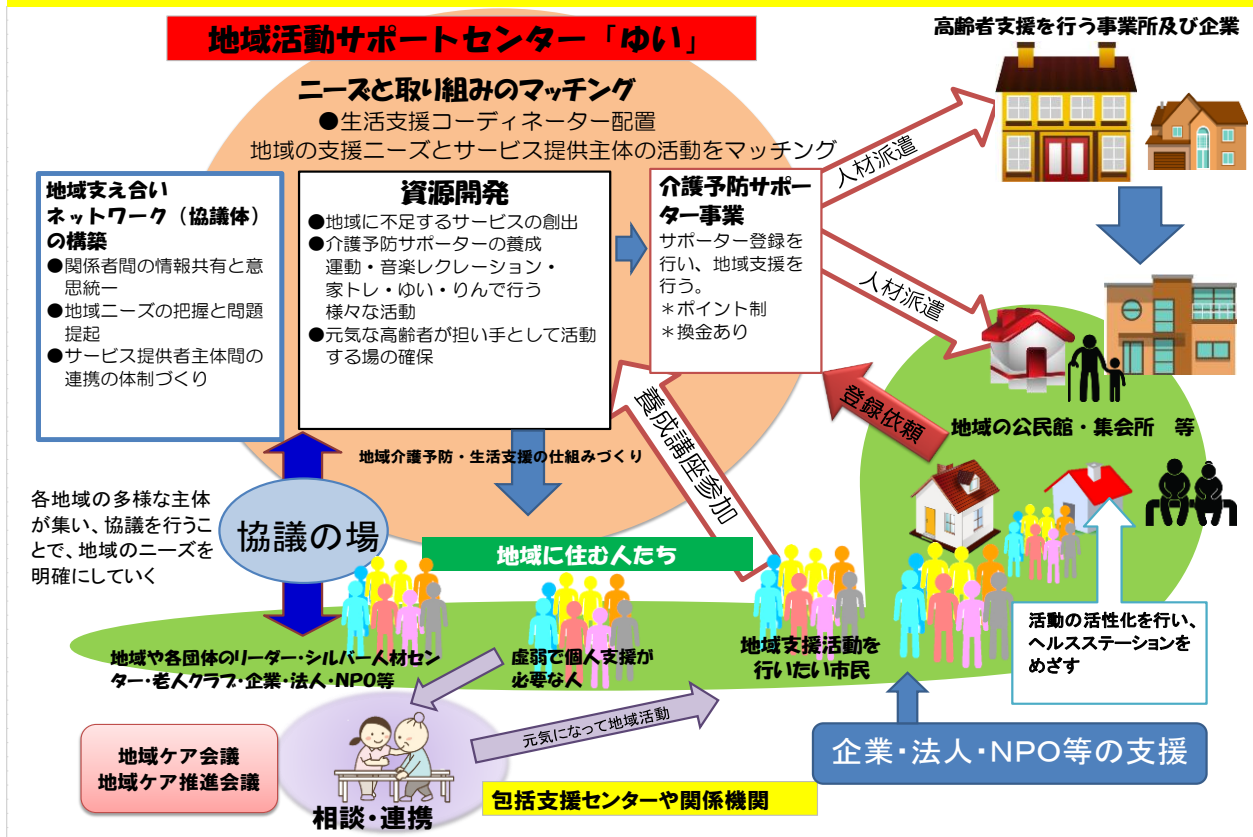 地域活動サポートセンター「ゆい」
高齢者支援を行う事業所及び企業
ニーズと取り組みのマッチング
●生活支援コーディネーター配置
地域の支援ニーズとサービス提供主体の活動をマッチング
地域支え合い
ネットワーク（協議体）
の構築
●関係者間の情報共有と意
思統一
●地域ニーズの把握と問題
提起
●サービス提供者主体間の
連携の体制づくり
資源開発
●地域に不足するサービスの創出
●介護予防サポーターの養成
運動・音楽レクレーション・
家トレ・ゆい・りんで行う
様々な活動
●元気な高齢者が担い手として活動
する場の確保
介護予防サポー
ター事業
サポーター登録を
行い、地域支援を
行う。
＊ポイント制
＊換金あり
人材派遣
人材派遣
登録依頼
養成講座参加
地域の公民館・集会所　等
地域介護予防・生活支援の仕組みづくり
各地域の多様な主体
が集い、協議を行うこ
とで、地域のニーズを
明確にしていく
協議の場
地域に住む人たち
地域や各団体のリーダー・シルバー人材セン
ター・老人クラブ・企業・法人・NPO等
虚弱で個人支援が
必要な人
地域支援活動を
行いたい市民
活動の活性化を行い、
ヘルスステーションを
めざす
元気になって地域活動
企業・法人・NPO等の支援
地域ケア会議
地域ケア推進会議
相談・連携
包括支援センターや関係機関